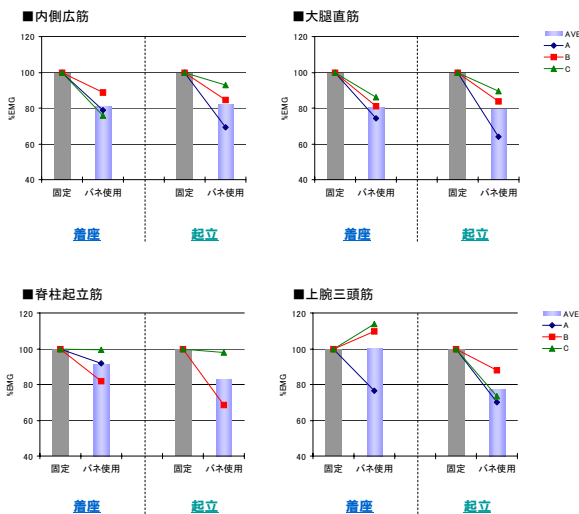 ■内側広筋
120
100
80
60
40
%EMG
固定 バネ使用 固定 バネ使用
着座 起立
■大腿直筋
120
100
80
60
40
%EMG
固定 バネ使用 固定 バネ使用
着座 起立
AVE
A
B
C
■脊柱起立筋
120
100
80
60
40
%EMG
固定 バネ使用 固定 バネ使用
着座 起立
■上腕三頭筋
120
100
80
60
40
%EMG
固定 バネ使用 固定 バネ使用
着座 起立
AVE
A
B
C